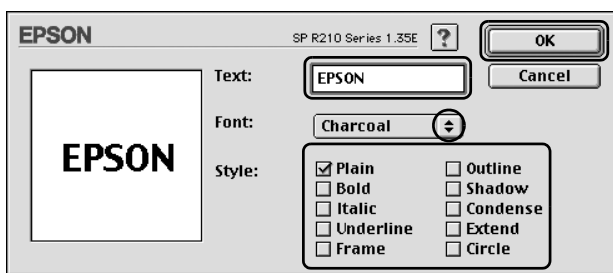 EPSON
SP R210 Series 1.35E
?
OK
Cancel
Text:
EPSON
Font:
Charcoal
EPSON
Style:
Plain
Outline
Bold
Shadow
Italic
Condense
Underline
Extend
Frame
Circle